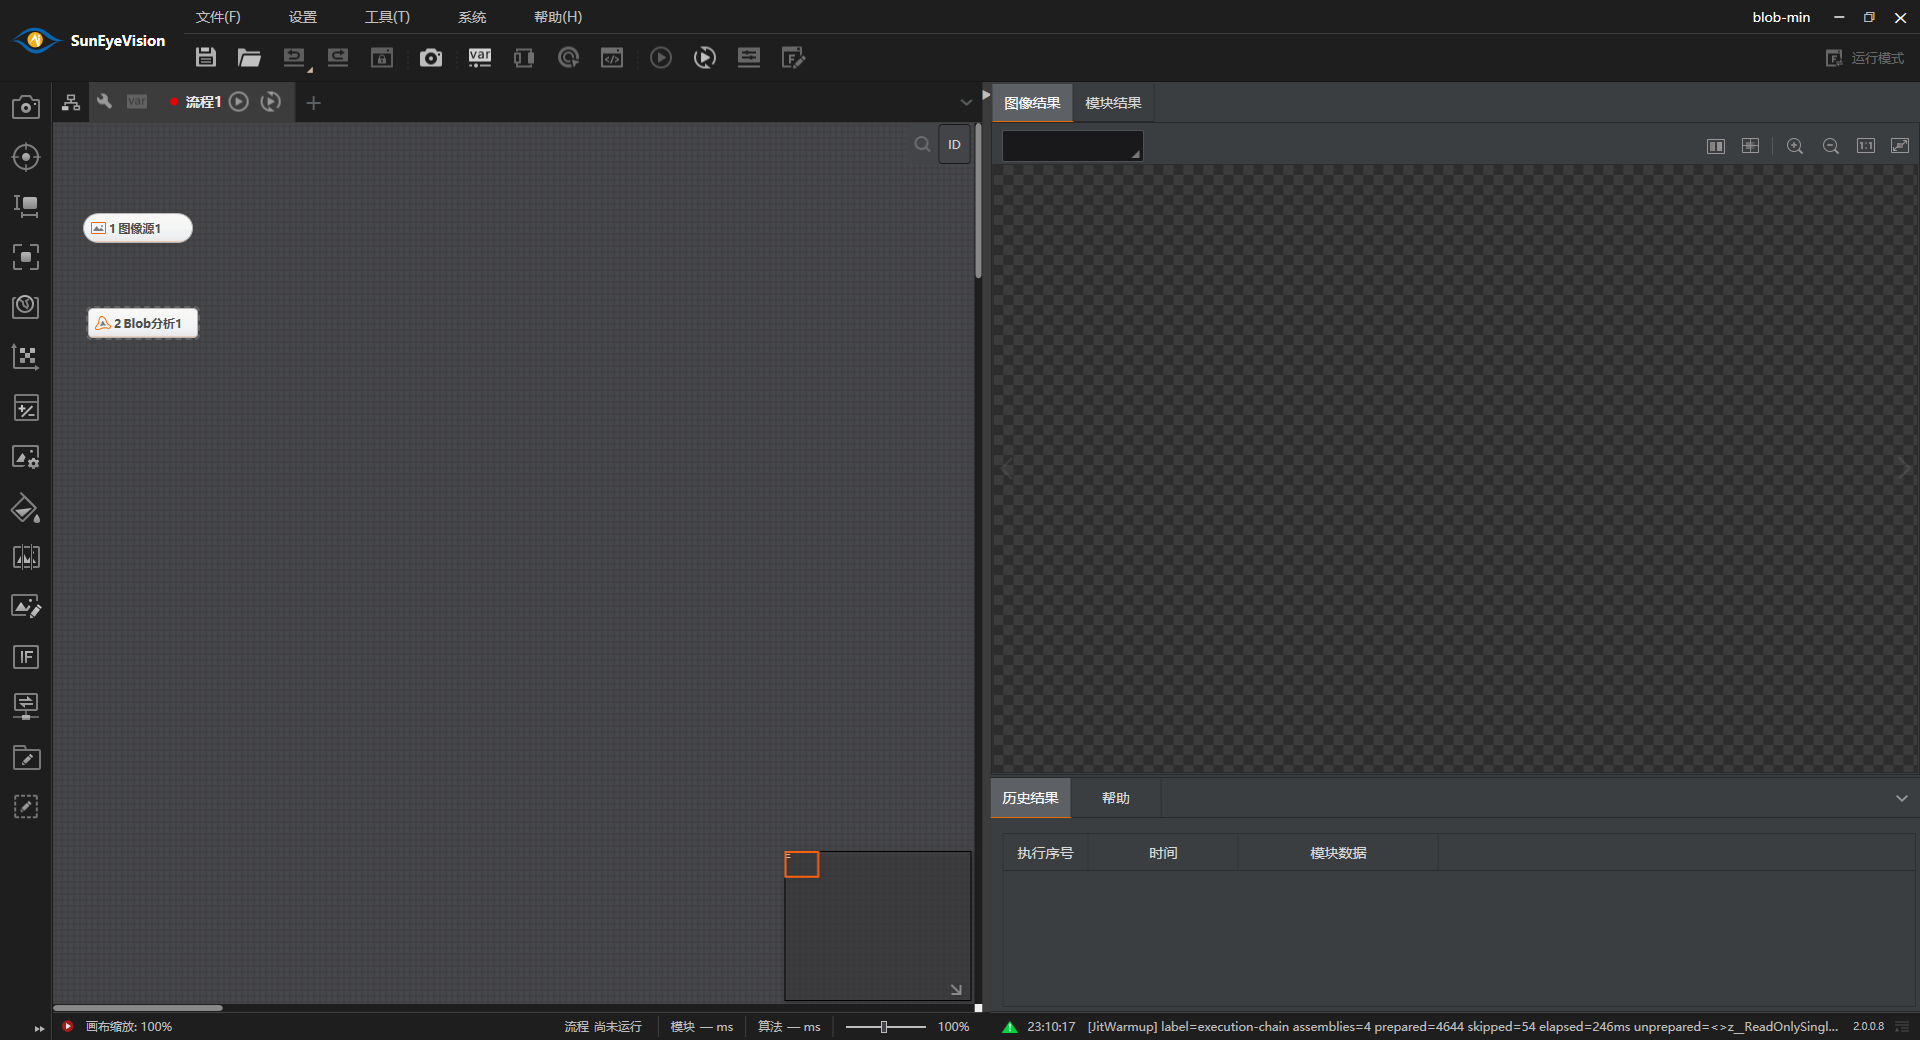 文件(F) 设置 工具(T) 系统 帮助(H)
blob-min
SunEyeVision
var
运行模式
var 流程1
ID
1 图像源1
2 Blob分析1
IF
图像结果 模块结果
1:1
历史结果 帮助
执行序号 时间 模块数据
画布缩放: 100%
流程 尚未运行 模块 — ms 算法 — ms 100%
23:10:17 [JitWarmup] label=execution-chain assemblies=4 prepared=4644 skipped=54 elapsed=246ms unprepared=<>z__ReadOnlySingl...
2.0.0.8